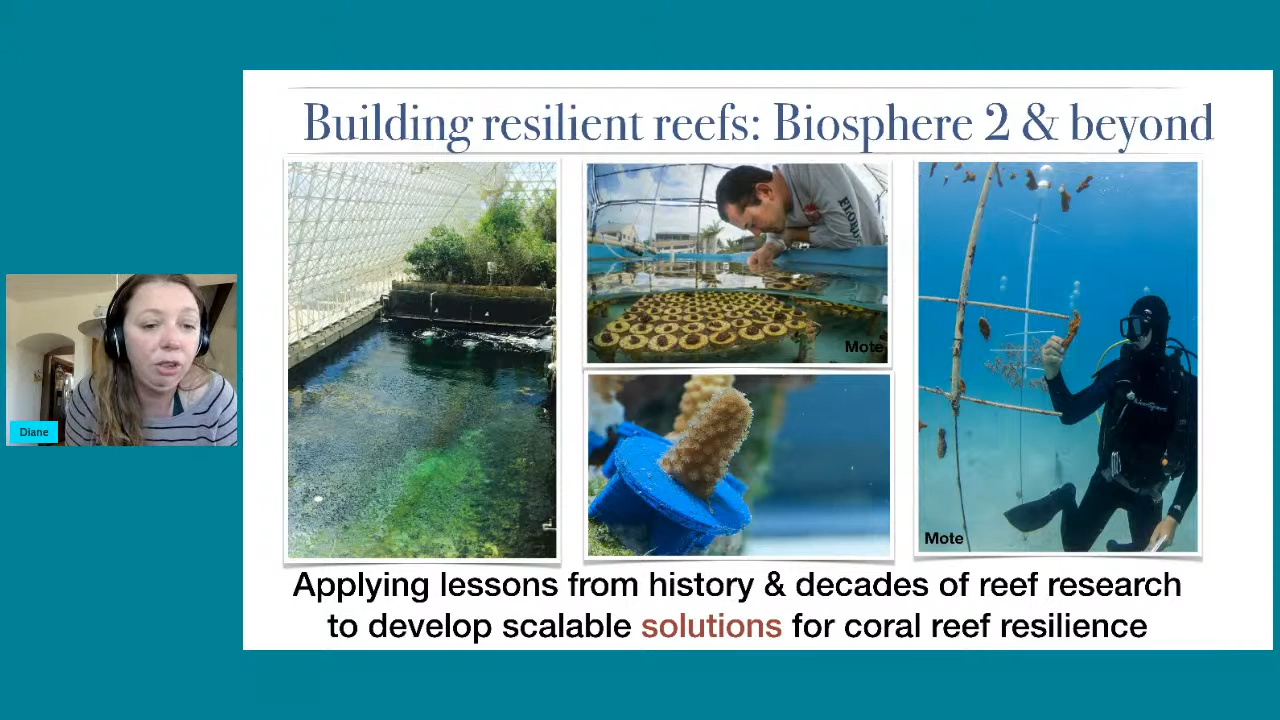 Building resilient reefs: Biosphere 2 & beyond
Diane
FLORID
Mote
Mote
Applying lessons from history & decades of reef research
to develop scalable solutions for coral reef resilience